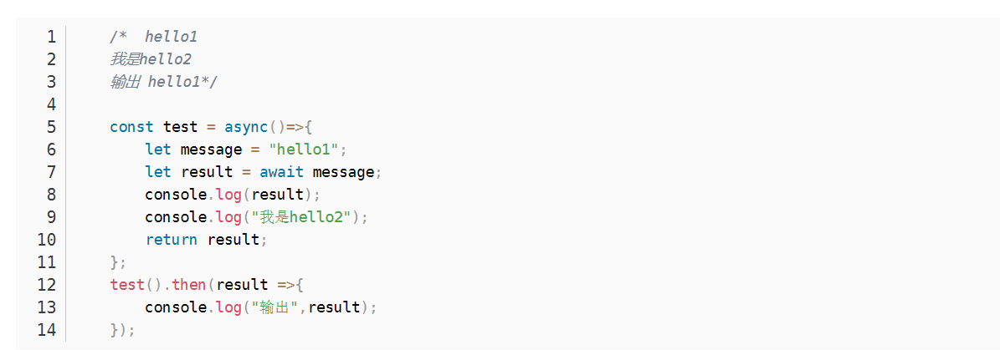 1 /*  hello1
2 我是hello2
3 输出 hello1*/
4
5 const test = async()=>{
6     let message = "hello1";
7     let result = await message;
8     console.log(result);
9     console.log("我是hello2");
10     return result;
11 };
12 test().then(result =>{
13     console.log("输出",result);
14 });